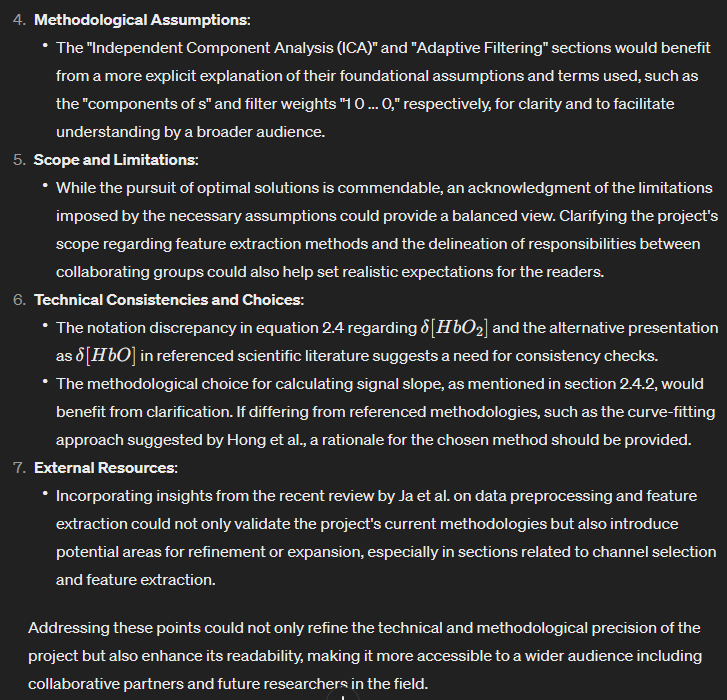 4. Methodological Assumptions:
• The "Independent Component Analysis (ICA)" and "Adaptive Filtering" sections would benefit
from a more explicit explanation of their foundational assumptions and terms used, such as
the "components of s" and filter weights "1 0 ... 0," respectively, for clarity and to facilitate
understanding by a broader audience.
5. Scope and Limitations:
• While the pursuit of optimal solutions is commendable, an acknowledgment of the limitations
imposed by the necessary assumptions could provide a balanced view. Clarifying the project's
scope regarding feature extraction methods and the delineation of responsibilities between
collaborating groups could also help set realistic expectations for the readers.
6. Technical Consistencies and Choices:
• The notation discrepancy in equation 2.4 regarding δ[HbO₂] and the alternative presentation
as δ[HbO] in referenced scientific literature suggests a need for consistency checks.
• The methodological choice for calculating signal slope, as mentioned in section 2.4.2, would
benefit from clarification. If differing from referenced methodologies, such as the curve-fitting
approach suggested by Hong et al., a rationale for the chosen method should be provided.
7. External Resources:
• Incorporating insights from the recent review by Ja et al. on data preprocessing and feature
extraction could not only validate the project's current methodologies but also introduce
potential areas for refinement or expansion, especially in sections related to channel selection
and feature extraction.
Addressing these points could not only refine the technical and methodological precision of the
project but also enhance its readability, making it more accessible to a wider audience including
collaborative partners and future researchers in the field.